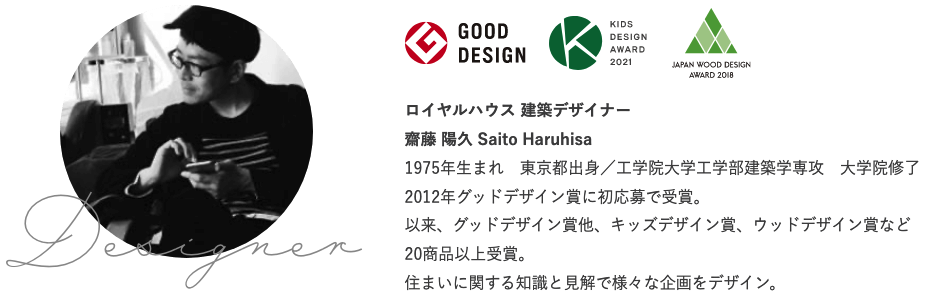 Designer
GOOD
DESIGN
KIDS
DESIGN
AWARD
2021
JAPAN WOOD DESIGN
AWARD 2018
ロイヤルハウス 建築デザイナー
齋藤 陽久 Saito Haruhisa
1975年生まれ　東京都出身／工学院大学工学部建築学専攻　大学院修了
2012年グッドデザイン賞に初応募で受賞。
以来、グッドデザイン賞他、キッズデザイン賞、ウッドデザイン賞など
20商品以上受賞。
住まいに関する知識と見解で様々な企画をデザイン。